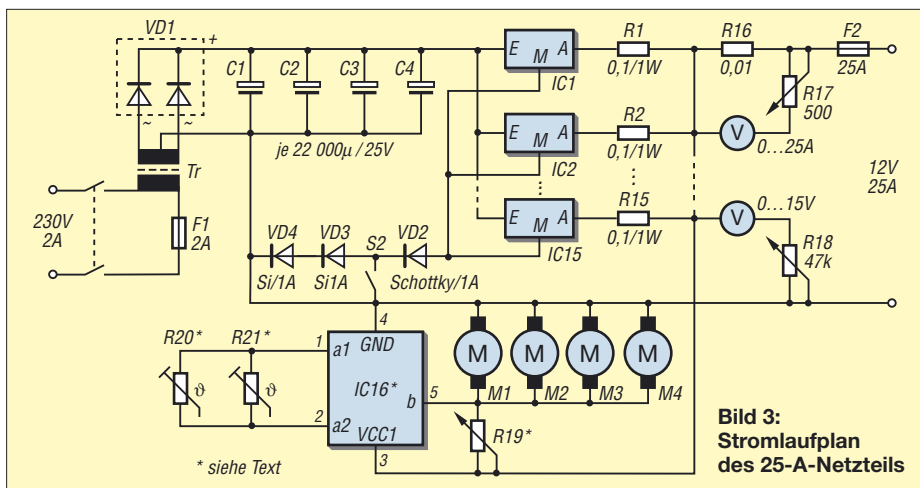 VD1
+
~
~
C1
C2
C3
C4
je 22 000µ / 25V
E
M
A
IC1
R1
0,1/1W
R16
0,01
F2
25A
R17
500
E
M
A
IC2
R2
0,1/1W
V
0...25A
E
M
A
IC15
R15
0,1/1W
0...15V
V
12V
25A
R18
47k
Tr
230V
2A
F1
2A
VD4
VD3
S2
VD2
Si/1A
Si1A
Schottky/1A
R20*
R21*
ϑ
ϑ
1
a1
4
GND
IC16*
b
5
2
a2
VCC1
3
M
M
M
M
M1
M2
M3
M4
R19*
* siehe Text
Bild 3:
Stromlaufplan
des 25-A-Netzteils